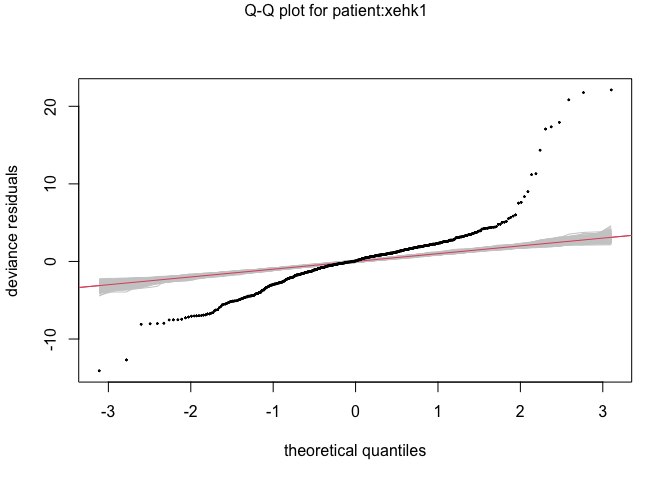 Q-Q plot for patient:xehk1
deviance residuals
20
10
0
-10
-3 -2 -1 0 1 2 3
theoretical quantiles